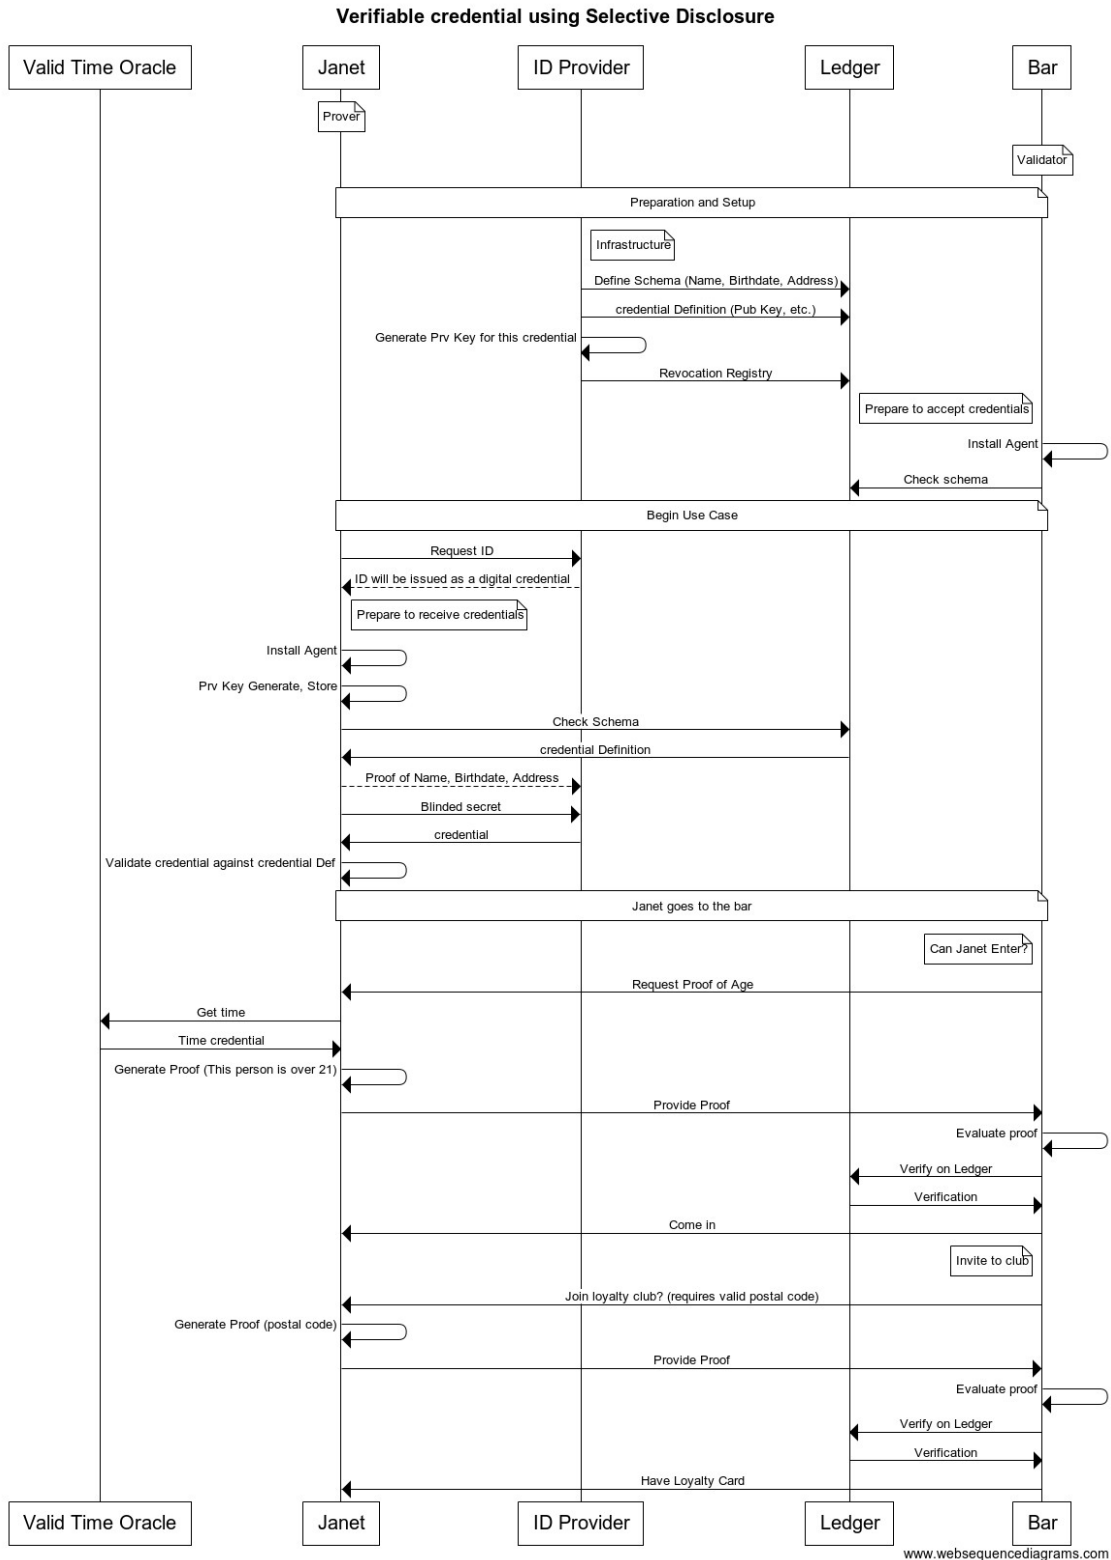 Verifiable credential using Selective Disclosure
Valid Time Oracle
Janet
ID Provider
Ledger
Bar
Prover
Validator
Preparation and Setup
Infrastructure
Define Schema (Name, Birthdate, Address)
credential Definition (Pub Key, etc.)
Generate Prv Key for this credential
Revocation Registry
Prepare to accept credentials
Install Agent
Check schema
Begin Use Case
Request ID
ID will be issued as a digital credential
Prepare to receive credentials
Install Agent
Prv Key Generate, Store
Check Schema
credential Definition
Proof of Name, Birthdate, Address
Blinded secret
credential
Validate credential against credential Def
Janet goes to the bar
Can Janet Enter?
Request Proof of Age
Get time
Time credential
Generate Proof (This person is over 21)
Provide Proof
Evaluate proof
Verify on Ledger
Verification
Come in
Invite to club
Join loyalty club? (requires valid postal code)
Generate Proof (postal code)
Provide Proof
Evaluate proof
Verify on Ledger
Verification
Have Loyalty Card
Valid Time Oracle
Janet
ID Provider
Ledger
Bar
www.websequencediagrams.com